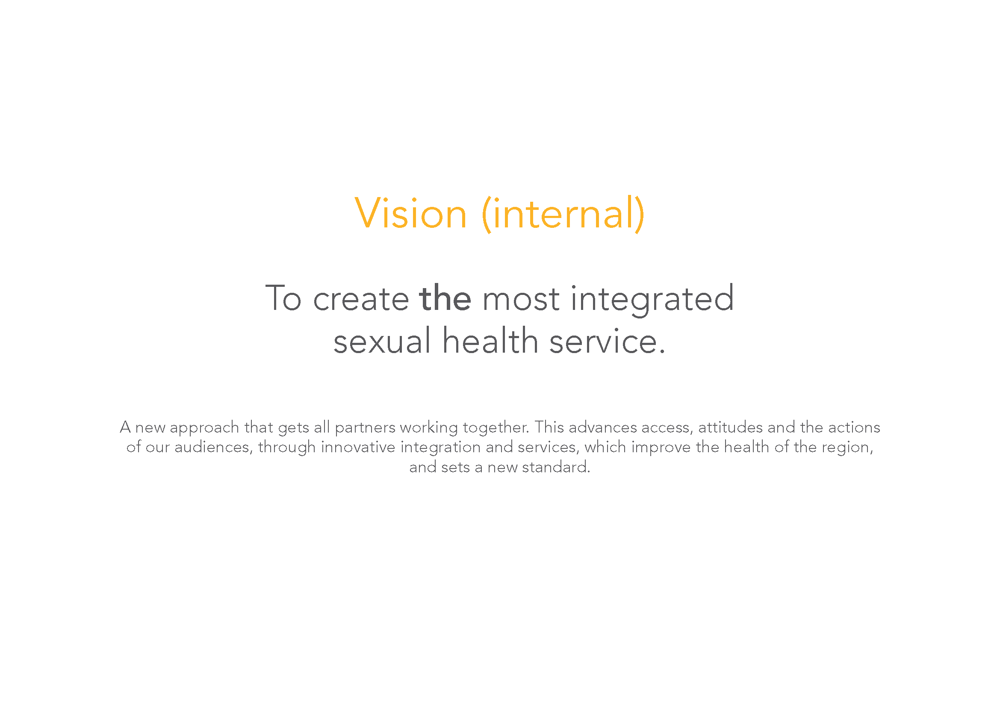 Vision (internal)
To create the most integrated
sexual health service.
A new approach that gets all partners working together. This advances access, attitudes and the actions
of our audiences, through innovative integration and services, which improve the health of the region,
and sets a new standard.